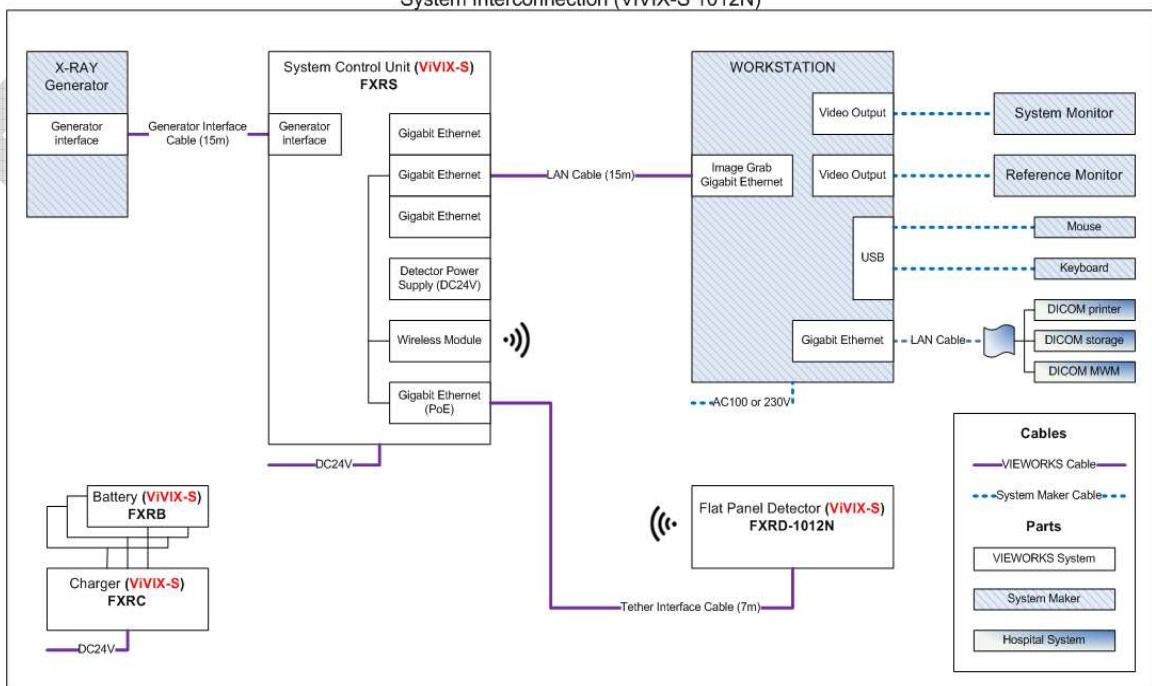 System Interconnection (ViVIX-S 1012N)
X-RAY
Generator
Generator
interface
Generator Interface
Cable (15m)
System Control Unit (ViVIX-S)
FXRS
Generator
interface
Gigabit Ethernet
Gigabit Ethernet
Gigabit Ethernet
Detector Power
Supply (DC24V)
Wireless Module
Gigabit Ethernet
(PoE)
DC24V
LAN Cable (15m)
WORKSTATION
Video Output
Image Grab
Gigabit Ethernet
Video Output
USB
Gigabit Ethernet
AC100 or 230V
System Monitor
Reference Monitor
Mouse
Keyboard
LAN Cable
DICOM printer
DICOM storage
DICOM MWM
Battery (ViVIX-S)
FXRB
Charger (ViVIX-S)
FXRC
DC24V
Flat Panel Detector (ViVIX-S)
FXRD-1012N
Tether Interface Cable (7m)
Cables
VIEWORKS Cable
System Maker Cable
Parts
VIEWORKS System
System Maker
Hospital System